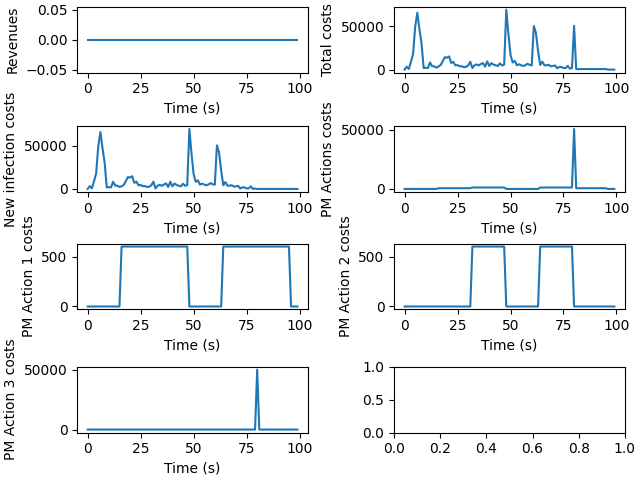 Revenues
0.05
0.00
−0.05
0 25 50 75 100
Time (s)
Total costs
50000
0
0 25 50 75 100
Time (s)
New infection costs
50000
0
0 25 50 75 100
Time (s)
PM Actions costs
50000
0
0 25 50 75 100
Time (s)
PM Action 1 costs
500
0
0 25 50 75 100
Time (s)
PM Action 2 costs
500
0
0 25 50 75 100
Time (s)
PM Action 3 costs
50000
0
0 25 50 75 100
Time (s)
1.0
0.5
0.0
0.0 0.2 0.4 0.6 0.8 1.0